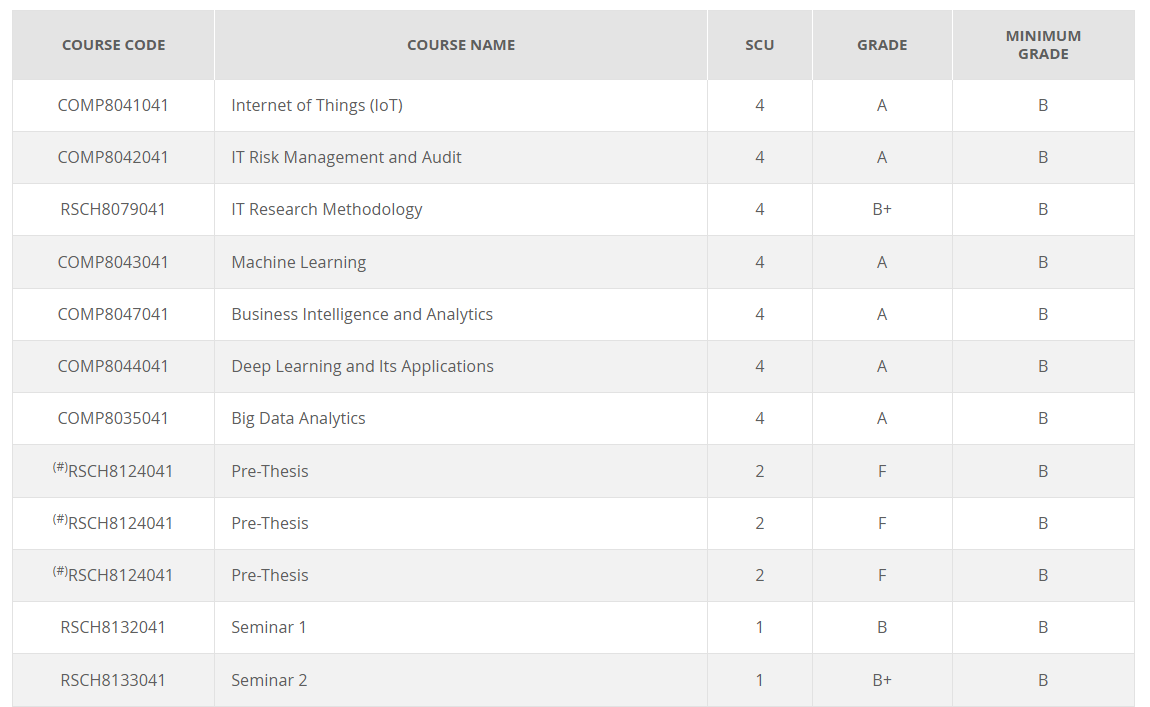 COURSE CODE COURSE NAME SCU GRADE MINIMUM GRADE
COMP8041041 Internet of Things (IoT) 4 A B
COMP8042041 IT Risk Management and Audit 4 A B
RSCH8079041 IT Research Methodology 4 B+ B
COMP8043041 Machine Learning 4 A B
COMP8047041 Business Intelligence and Analytics 4 A B
COMP8044041 Deep Learning and Its Applications 4 A B
COMP8035041 Big Data Analytics 4 A B
(#)RSCH8124041 Pre-Thesis 2 F B
(#)RSCH8124041 Pre-Thesis 2 F B
(#)RSCH8124041 Pre-Thesis 2 F B
RSCH8132041 Seminar 1 1 B B
RSCH8133041 Seminar 2 1 B+ B